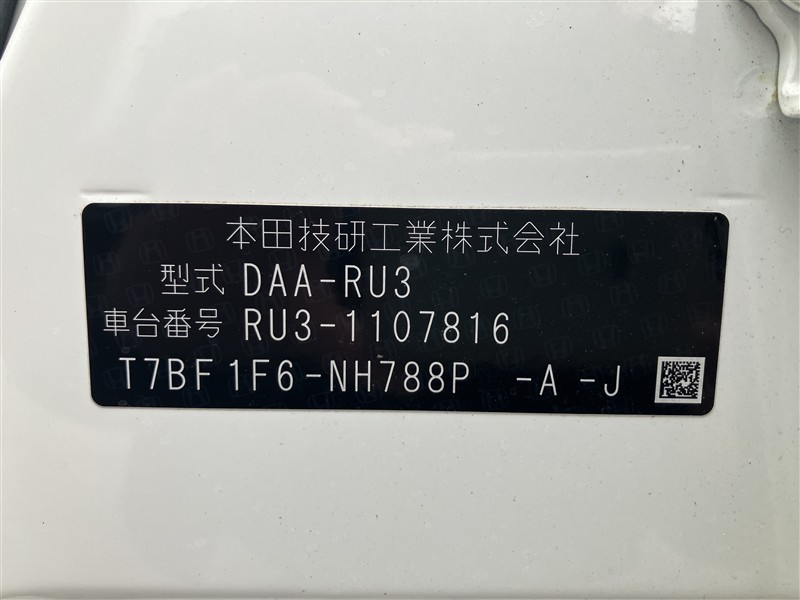 本田技研工業株式会社
型式 DAA-RU3
車台番号 RU3-1107816
T7BF1F6-NH788P -A -J